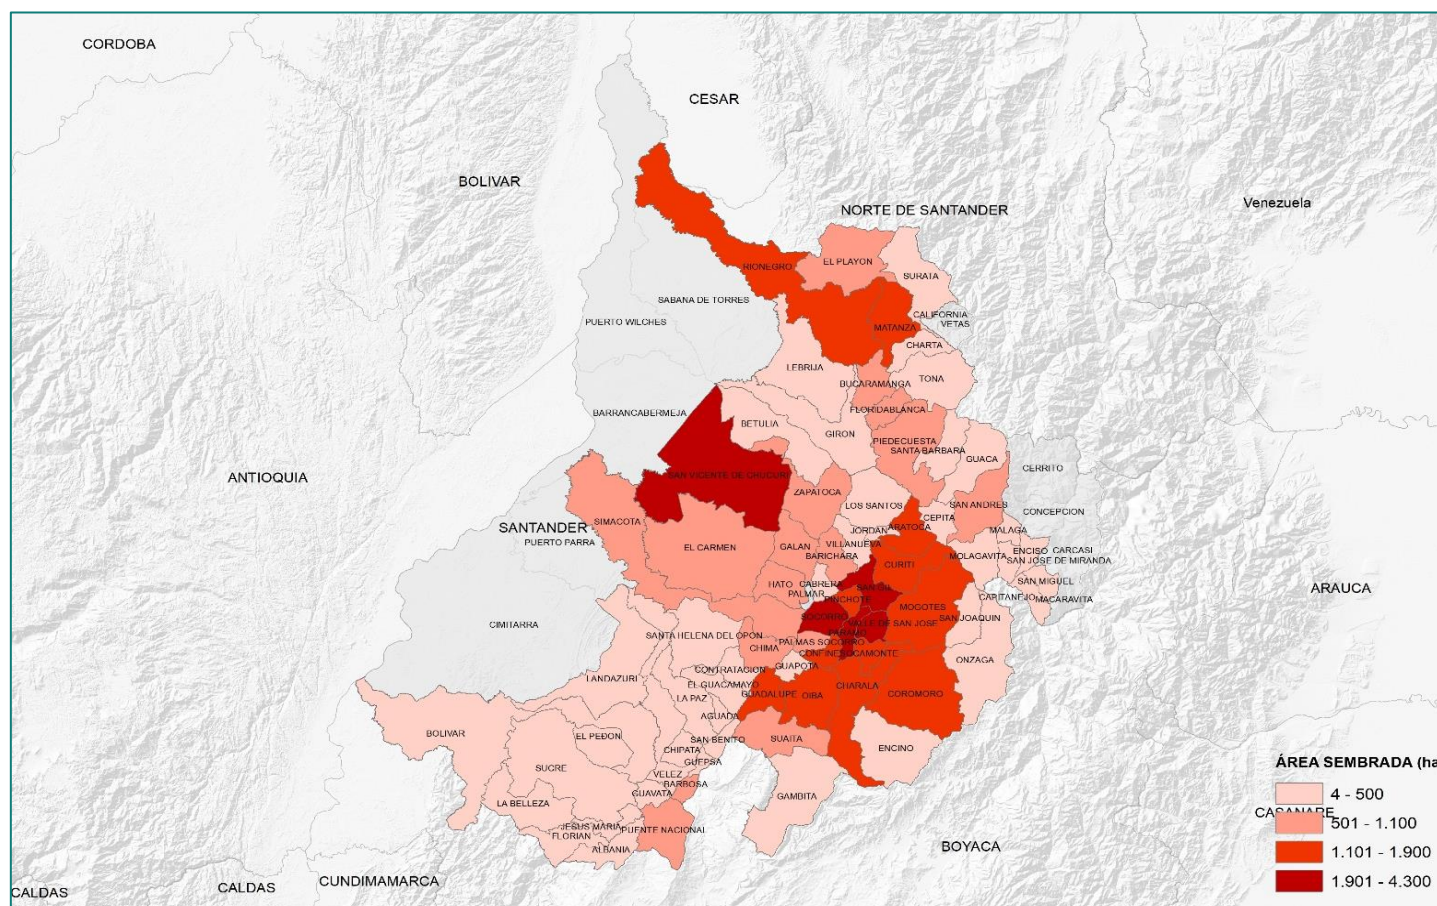 CORDOBA
CESAR
BOLIVAR
NORTE DE SANTANDER
Venezuela
EL PLAYON
RIONEGRO
SURATA
SABANA DE TORRES
CALIFORNIA
VETAS
PUERTO WILCHES
MATANZA
CHARTA
LEBRIJA
TONA
BUCARAMANGA
BARRANCABERMEJA
FLORIDABLANCA
BETULIA
GIRON
PIEDECUESTA
SANTA BARBARA
GUACA
CERRITO
ANTIOQUIA
SAN VICENTE DE CHUCURI
ZAPATOCA
LOS SANTOS
SAN ANDRES
CEPITA
CONCEPCION
SIMACOTA
SANTANDER
JORDAN
ARATOCA
MALAGA
PUERTO PARRA
EL CARMEN
GALAN
VILLANUEVA
BARICHARA
MOLAGAVITA
ENCISO
CARCASI
SAN JOSE DE MIRANDA
CURITI
HATO
CABRERA
PALMAR
SAN GIL
SAN MIGUEL
ARAUCA
PINCHOTE
CAPITANEJO
MACARAVITA
MOGOTES
SOCORRO
VALLE DE SAN JOSE
SAN JOAQUIN
CIMITARRA
PARAMO
SANTA HELENA DEL OPON
PALMAS SOCORRO
CHIMA
CONFINES
OCAMONTE
GUAPOTA
ONZAGA
CONTRATACION
LANDAZURI
EL GUACAMAYO
CHARALA
LA PAZ
GUADALUPE
OIBA
COROMORO
AGUADA
BOLIVAR
EL PEÐON
SAN BENITO
SUAITA
ENCINO
CHIPATA
GUEPSA
SUCRE
VELEZ
BARBOSA
GUAVATA
GAMBITA
LA BELLEZA
JESUS MARIA
PUENTE NACIONAL
FLORIAN
ALBANIA
BOYACA
CALDAS
CALDAS
CUNDIMAMARCA
ÁREA SEMBRADA (ha
4 - 500
CASANARE
501 - 1.100
1.101 - 1.900
1.901 - 4.300